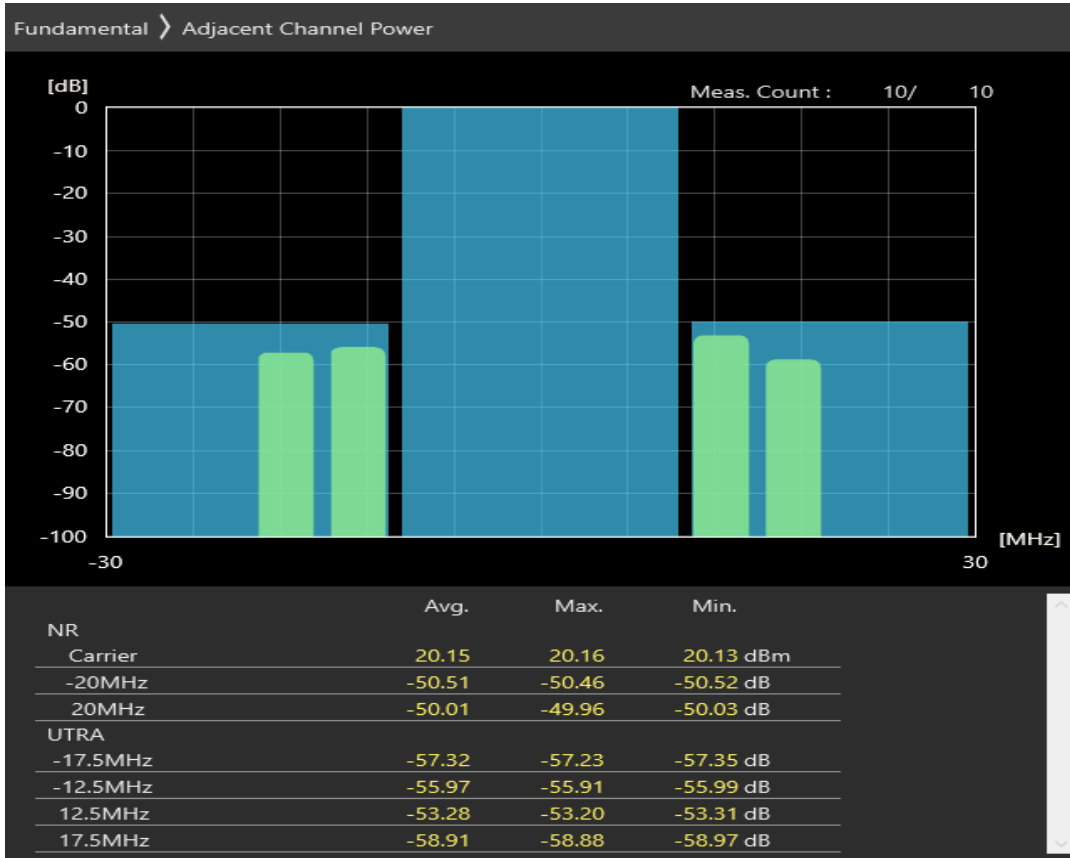 Fundamental 〉 Adjacent Channel Power
[dB]
Meas. Count : 10/ 10
0
-10
-20
-30
-40
-50
-60
-70
-80
-90
-100
[MHz]
-30 30
Avg. Max. Min.
NR
Carrier 20.15 20.16 20.13 dBm
-20MHz -50.51 -50.46 -50.52 dB
20MHz -50.01 -49.96 -50.03 dB
UTRA
-17.5MHz -57.32 -57.23 -57.35 dB
-12.5MHz -55.97 -55.91 -55.99 dB
12.5MHz -53.28 -53.20 -53.31 dB
17.5MHz -58.91 -58.88 -58.97 dB